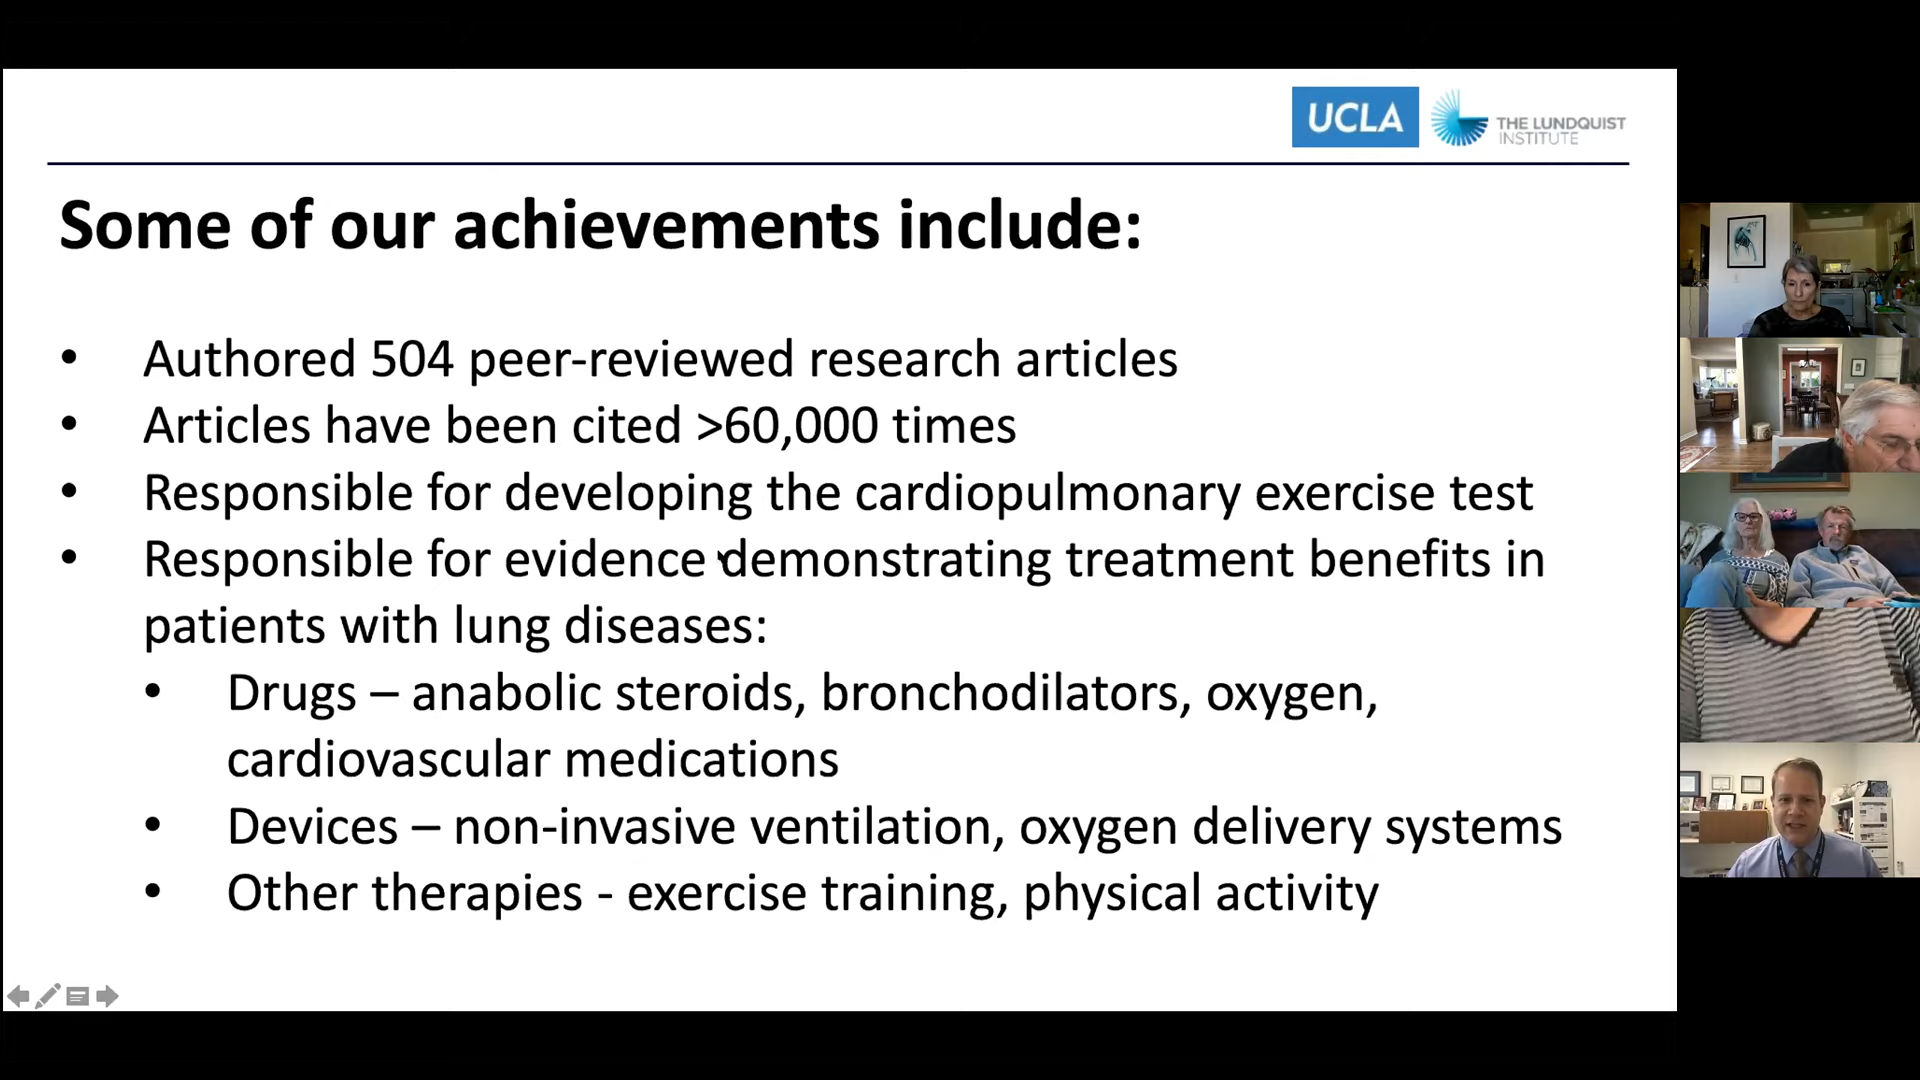 UCLA
THE LUNDQUIST
INSTITUTE
Some of our achievements include:
• Authored 504 peer-reviewed research articles
• Articles have been cited >60,000 times
• Responsible for developing the cardiopulmonary exercise test
• Responsible for evidence demonstrating treatment benefits in
patients with lung diseases:
• Drugs – anabolic steroids, bronchodilators, oxygen,
cardiovascular medications
• Devices – non-invasive ventilation, oxygen delivery systems
• Other therapies - exercise training, physical activity